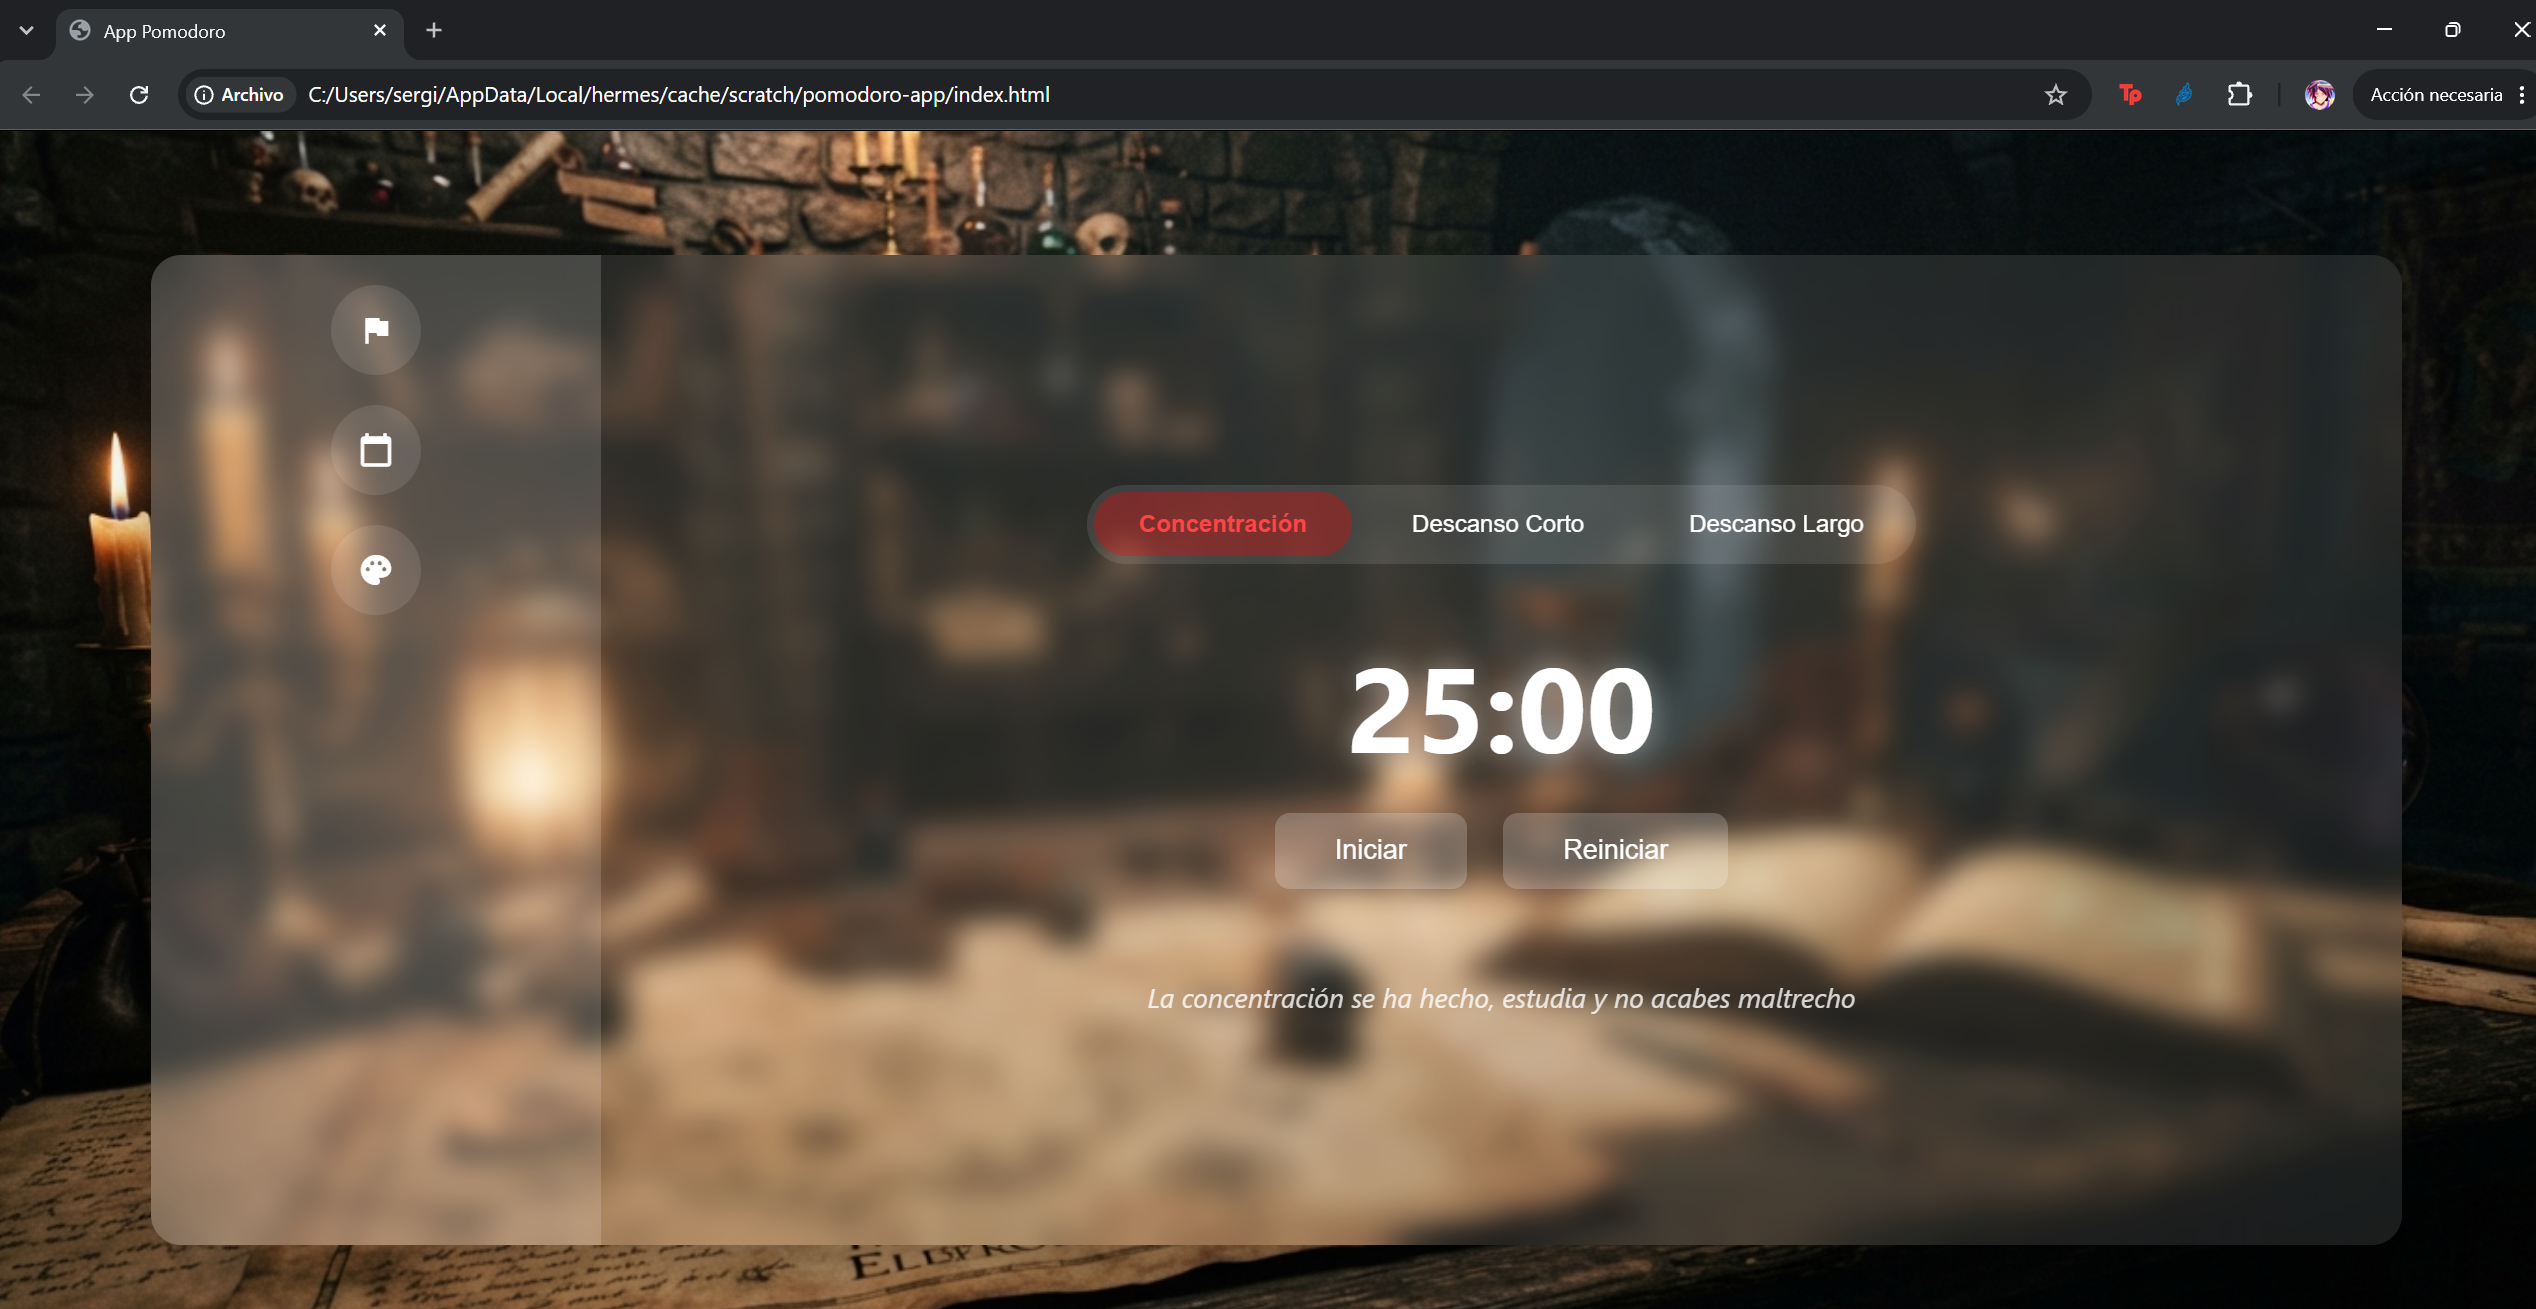 App Pomodoro
Archivo
C:/Users/sergi/AppData/Local/hermes/cache/scratch/pomodoro-app/index.html
Tp
Acción necesaria
Concentración
Descanso Corto
Descanso Largo
25:00
Iniciar
Reiniciar
La concentración se ha hecho, estudia y no acabes maltrecho